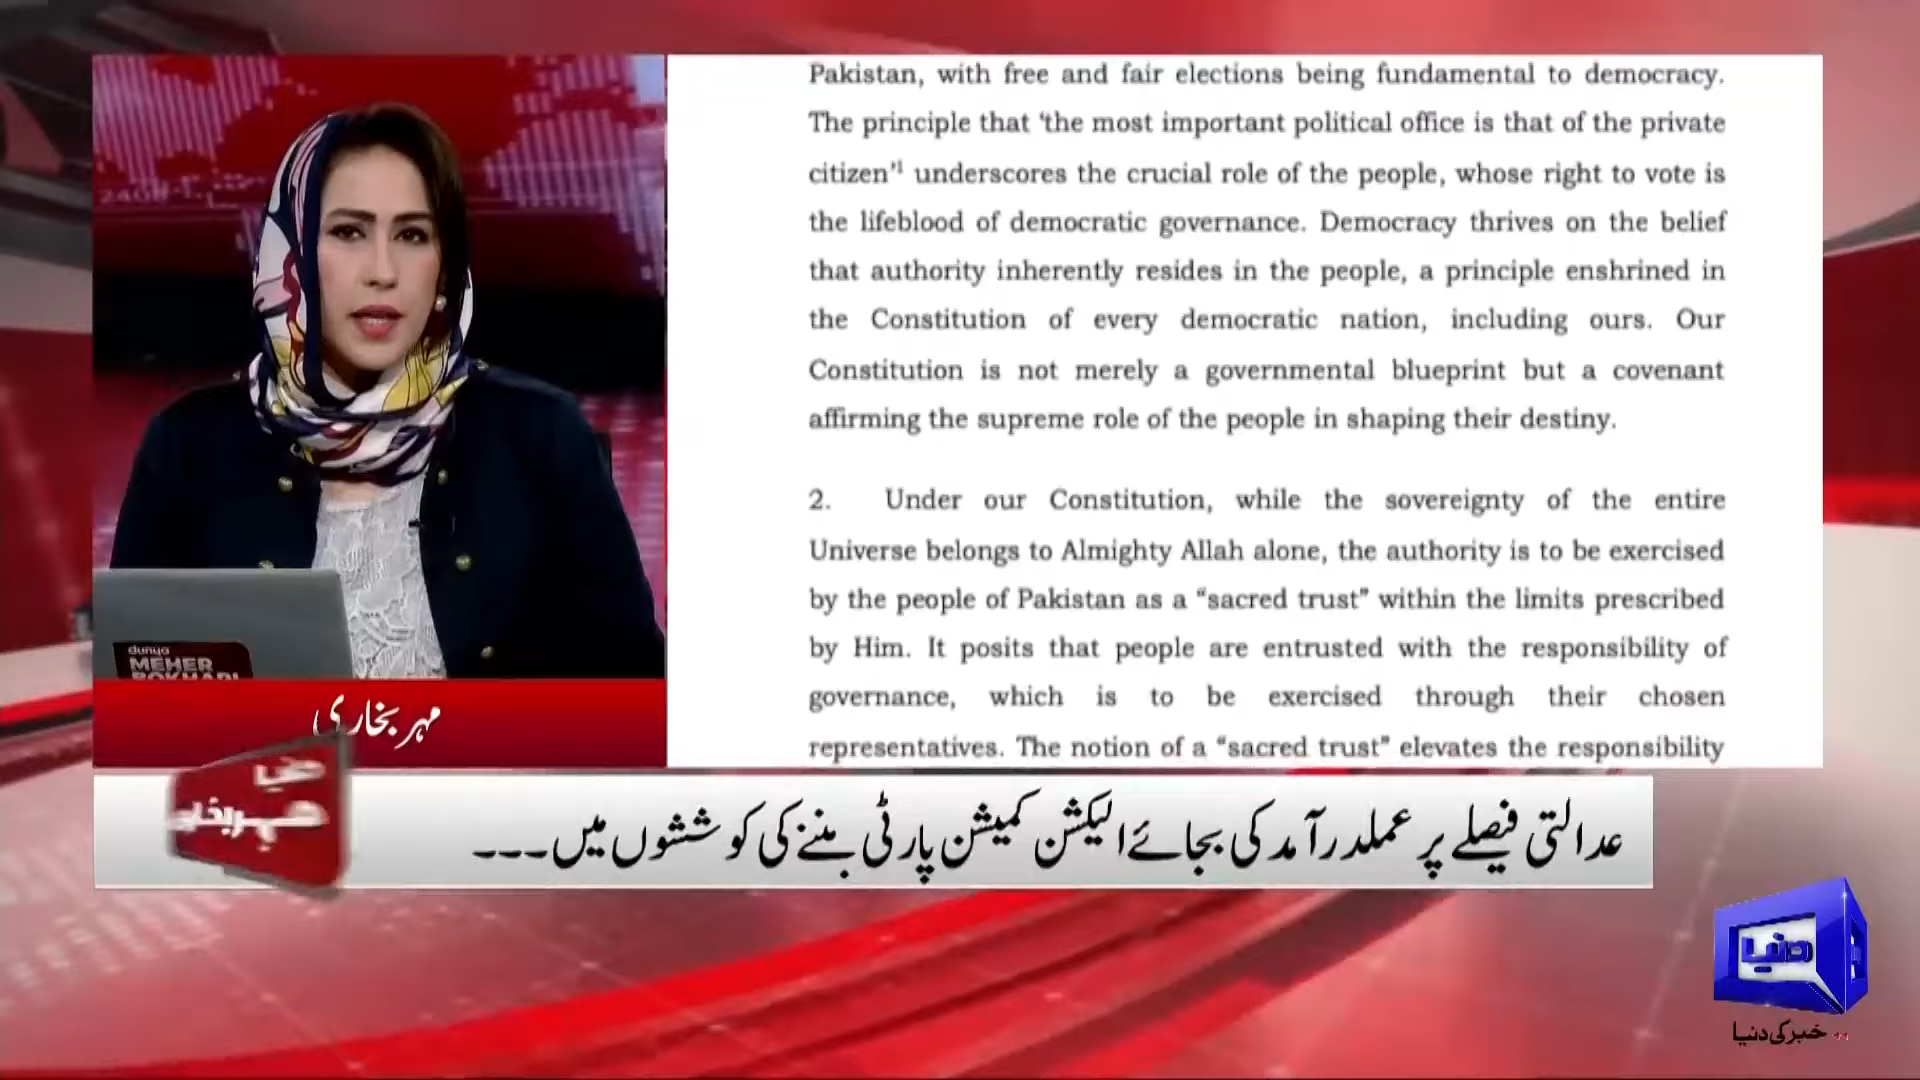 Pakistan, with free and fair elections being fundamental to democracy.
The principle that ‘the most important political office is that of the private
citizen’¹ underscores the crucial role of the people, whose right to vote is
the lifeblood of democratic governance. Democracy thrives on the belief
that authority inherently resides in the people, a principle enshrined in
the Constitution of every democratic nation, including ours. Our
Constitution is not merely a governmental blueprint but a covenant
affirming the supreme role of the people in shaping their destiny.
2. Under our Constitution, while the sovereignty of the entire
Universe belongs to Almighty Allah alone, the authority is to be exercised
by the people of Pakistan as a “sacred trust” within the limits prescribed
by Him. It posits that people are entrusted with the responsibility of
governance, which is to be exercised through their chosen
representatives. The notion of a “sacred trust” elevates the responsibility
dunya
MEHER
BOKHARI
مہر بخاری
دنیا
مہر بخاری
عدالتی فیصلے پر عملدرآمد کی بجائے الیکشن کمیشن پارٹی بننے کی کوششوں میں۔۔۔
دنیا
خبر کی دنیا